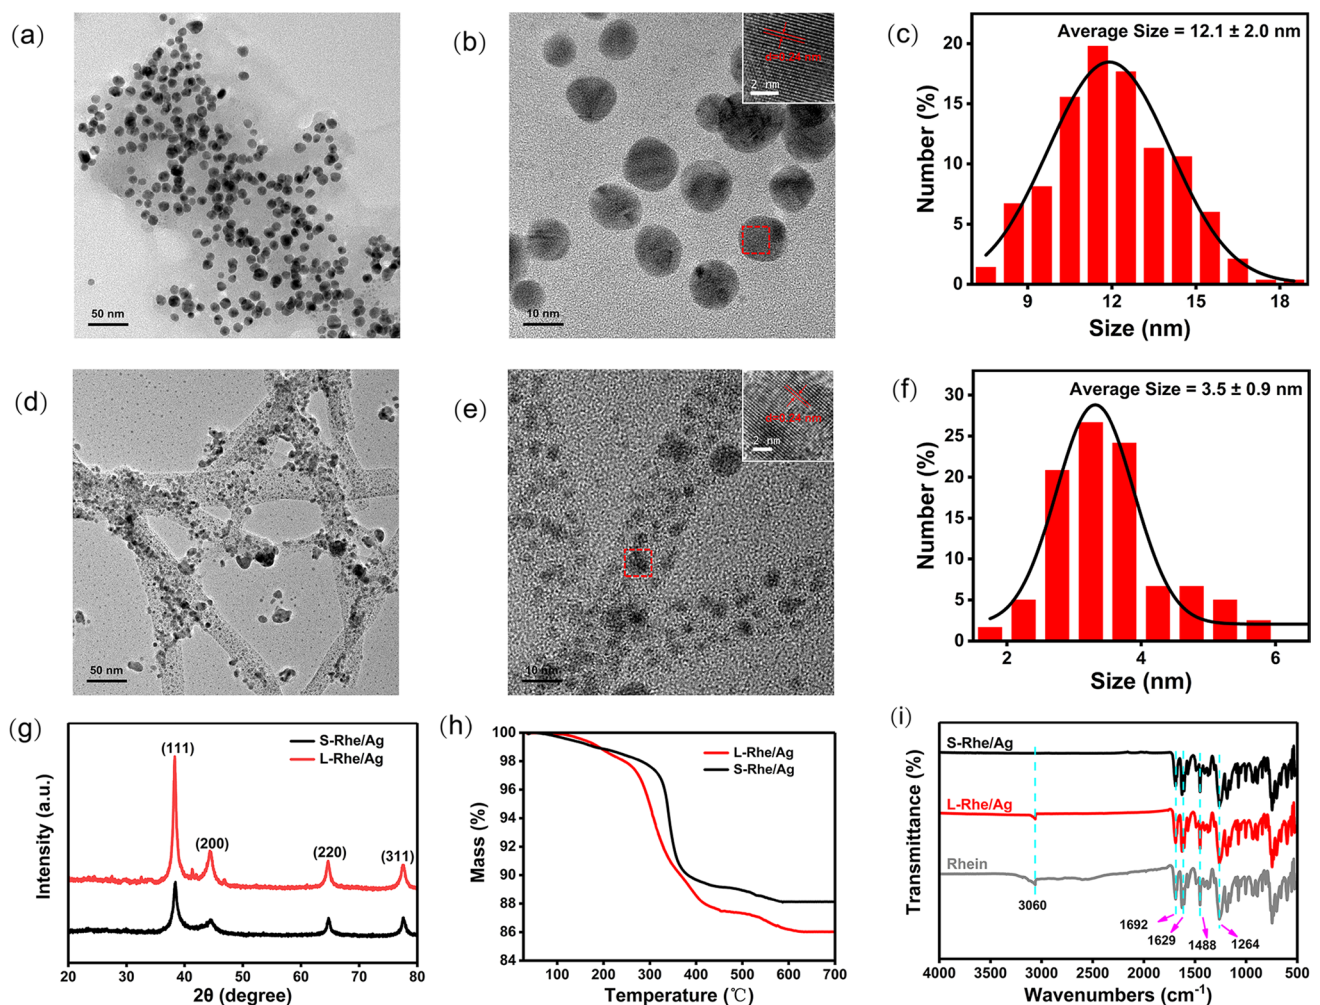 (a)
50 nm
(b)
d=0.24 nm
2 nm
10 nm
(c)
Average Size = 12.1 ± 2.0 nm
Number (%)
20
15
10
5
0
9 12 15 18
Size (nm)
(d)
50 nm
(e)
d=0.24 nm
2 nm
10 nm
(f)
Average Size = 3.5 ± 0.9 nm
Number (%)
30
25
20
15
10
5
0
2 4 6
Size (nm)
(g)
S-Rhe/Ag
L-Rhe/Ag
(111)
(200)
(220)
(311)
Intensity (a.u.)
20 30 40 50 60 70 80
2θ (degree)
(h)
L-Rhe/Ag
S-Rhe/Ag
Mass (%)
100
98
96
94
92
90
88
86
84
100 200 300 400 500 600 700
Temperature (℃)
(i)
S-Rhe/Ag
L-Rhe/Ag
Rhein
3060
1692
1629
1488
1264
Transmittance (%)
4000 3500 3000 2500 2000 1500 1000 500
Wavenumbers (cm⁻¹)